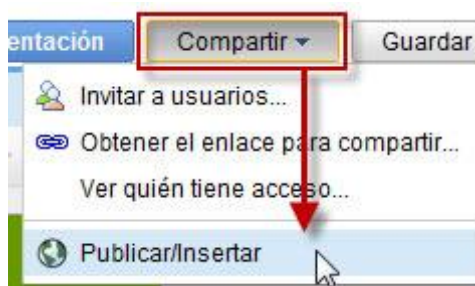 entación Compartir Guardar
Invitar a usuarios...
Obtener el enlace para compartir...
Ver quién tiene acceso...
Publicar/Insertar